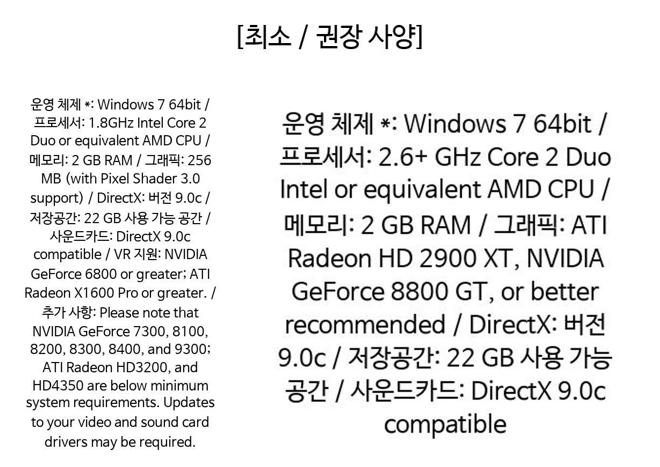 [최소 / 권장 사양]
운영 체제 *: Windows 7 64bit /
프로세서: 1.8GHz Intel Core 2
Duo or equivalent AMD CPU /
메모리: 2 GB RAM / 그래픽: 256
MB (with Pixel Shader 3.0
support) / DirectX: 버전 9.0c /
저장공간: 22 GB 사용 가능 공간 /
사운드카드: DirectX 9.0c
compatible / VR 지원: NVIDIA
GeForce 6800 or greater; ATI
Radeon X1600 Pro or greater. /
추가 사항: Please note that
NVIDIA GeForce 7300, 8100,
8200, 8300, 8400, and 9300;
ATI Radeon HD3200, and
HD4350 are below minimum
system requirements. Updates
to your video and sound card
drivers may be required.
운영 체제 *: Windows 7 64bit /
프로세서: 2.6+ GHz Core 2 Duo
Intel or equivalent AMD CPU /
메모리: 2 GB RAM / 그래픽: ATI
Radeon HD 2900 XT, NVIDIA
GeForce 8800 GT, or better
recommended / DirectX: 버전
9.0c / 저장공간: 22 GB 사용 가능
공간 / 사운드카드: DirectX 9.0c
compatible